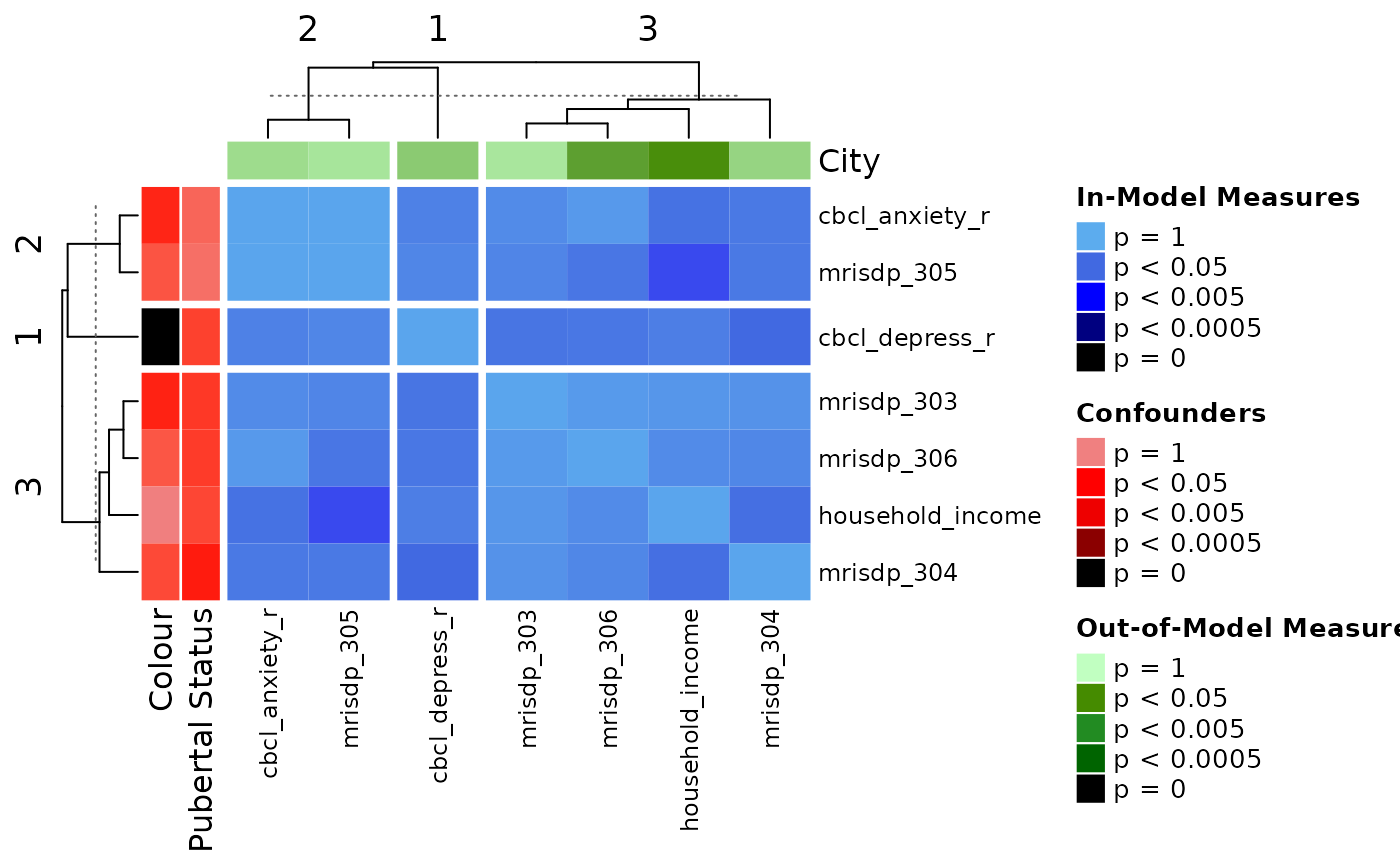 2 1 3
City
2
1
3
cbcl_anxiety_r
mrisdp_305
cbcl_depress_r
mrisdp_303
mrisdp_306
household_income
mrisdp_304
Colour
Pubertal Status
cbcl_anxiety_r
mrisdp_305
cbcl_depress_r
mrisdp_303
mrisdp_306
household_income
mrisdp_304
In-Model Measures
p = 1
p < 0.05
p < 0.005
p < 0.0005
p = 0
Confounders
p = 1
p < 0.05
p < 0.005
p < 0.0005
p = 0
Out-of-Model Measure
p = 1
p < 0.05
p < 0.005
p < 0.0005
p = 0